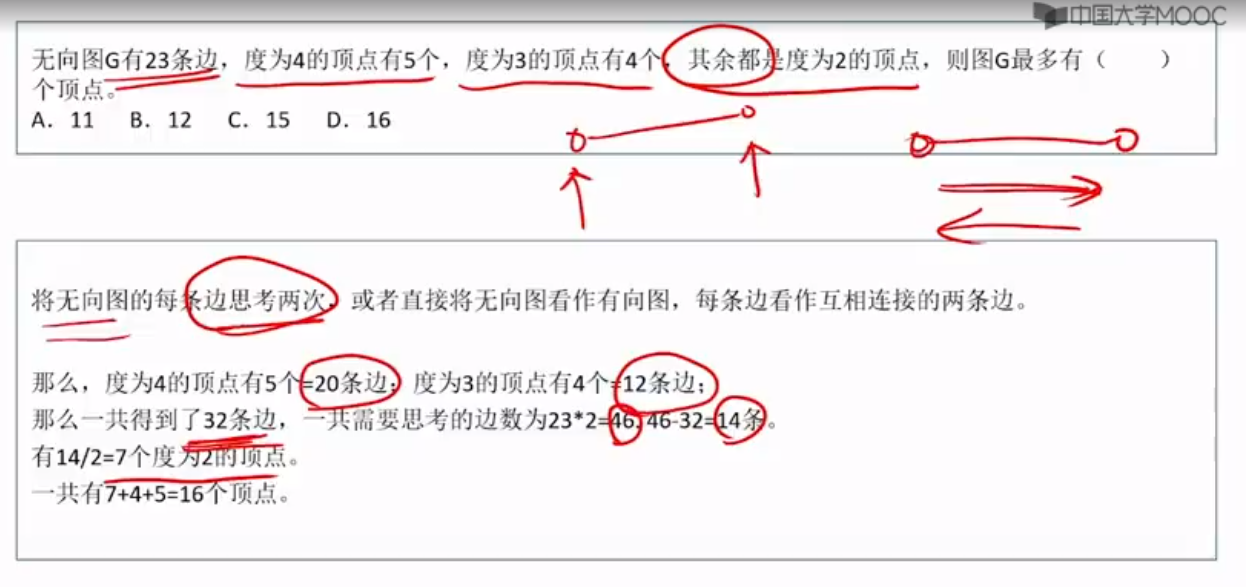 中国大学MOOC
无向图G有23条边，度为4的顶点有5个，度为3的顶点有4个，其余都是度为2的顶点，则图G最多有（　　）
个顶点。
A. 11 B. 12 C. 15 D. 16
将无向图的每条边思考两次，或者直接将无向图看作有向图，每条边看作互相连接的两条边。
那么，度为4的顶点有5个=20条边；度为3的顶点有4个=12条边；
那么一共得到了32条边，一共需要思考的边数为23*2=46. 46-32=14条。
有14/2=7个度为2的顶点。
一共有7+4+5=16个顶点。